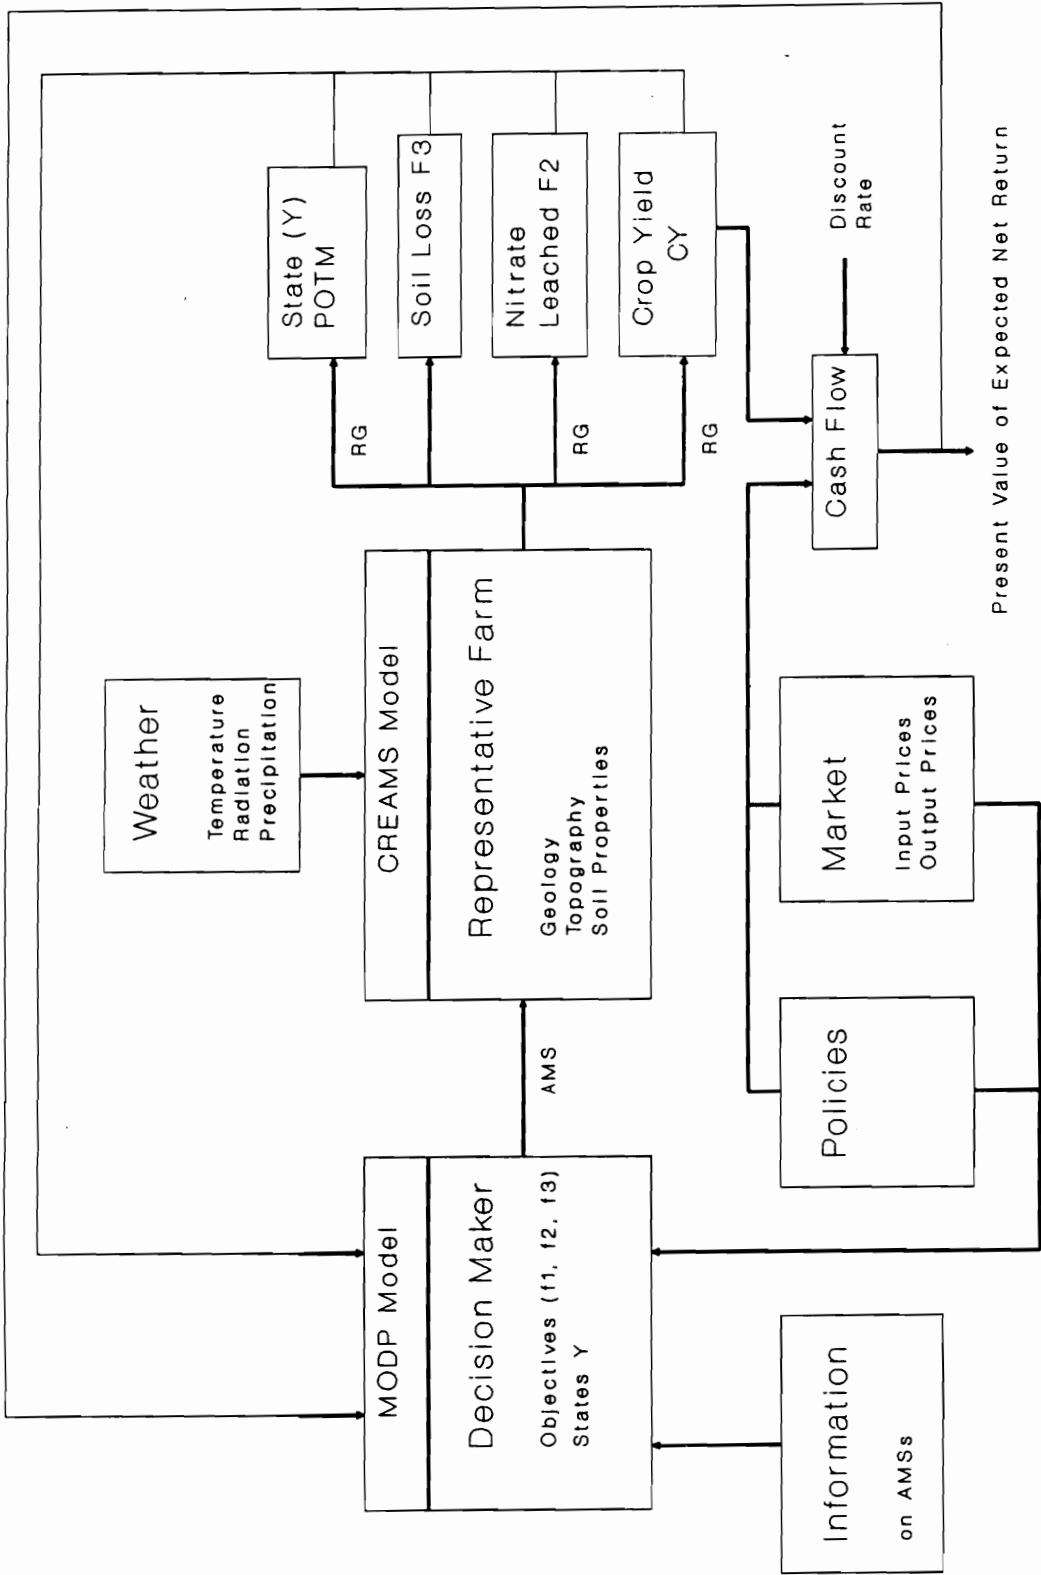 Weather
Temperature
Radiation
Precipitation
MODP Model
Decision Maker
Objectives (f1, f2, f3)
States Y
AMS
CREAMS Model
Representative Farm
Geology
Topography
Soil Properties
RG
RG
RG
State (Y)
POTM
Soil Loss F3
Nitrate
Leached F2
Crop Yield
CY
Information
on AMSs
Policies
Market
Input Prices
Output Prices
Cash Flow
Discount
Rate
Present Value of Expected Net Return